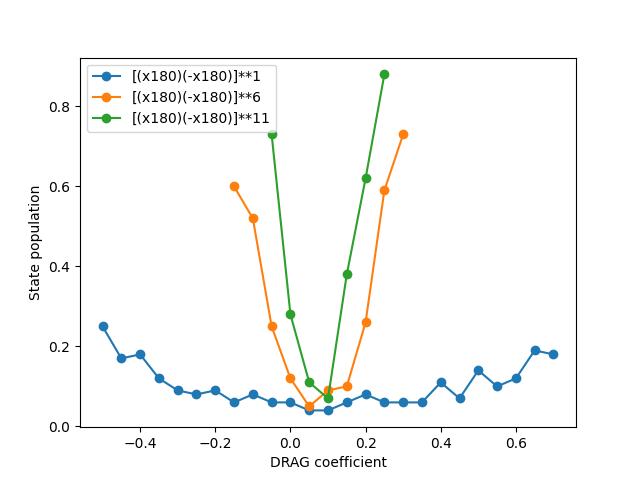 [(x180)(-x180)]**1
[(x180)(-x180)]**6
[(x180)(-x180)]**11
State population
0.8
0.6
0.4
0.2
0.0
−0.4 −0.2 0.0 0.2 0.4 0.6
DRAG coefficient